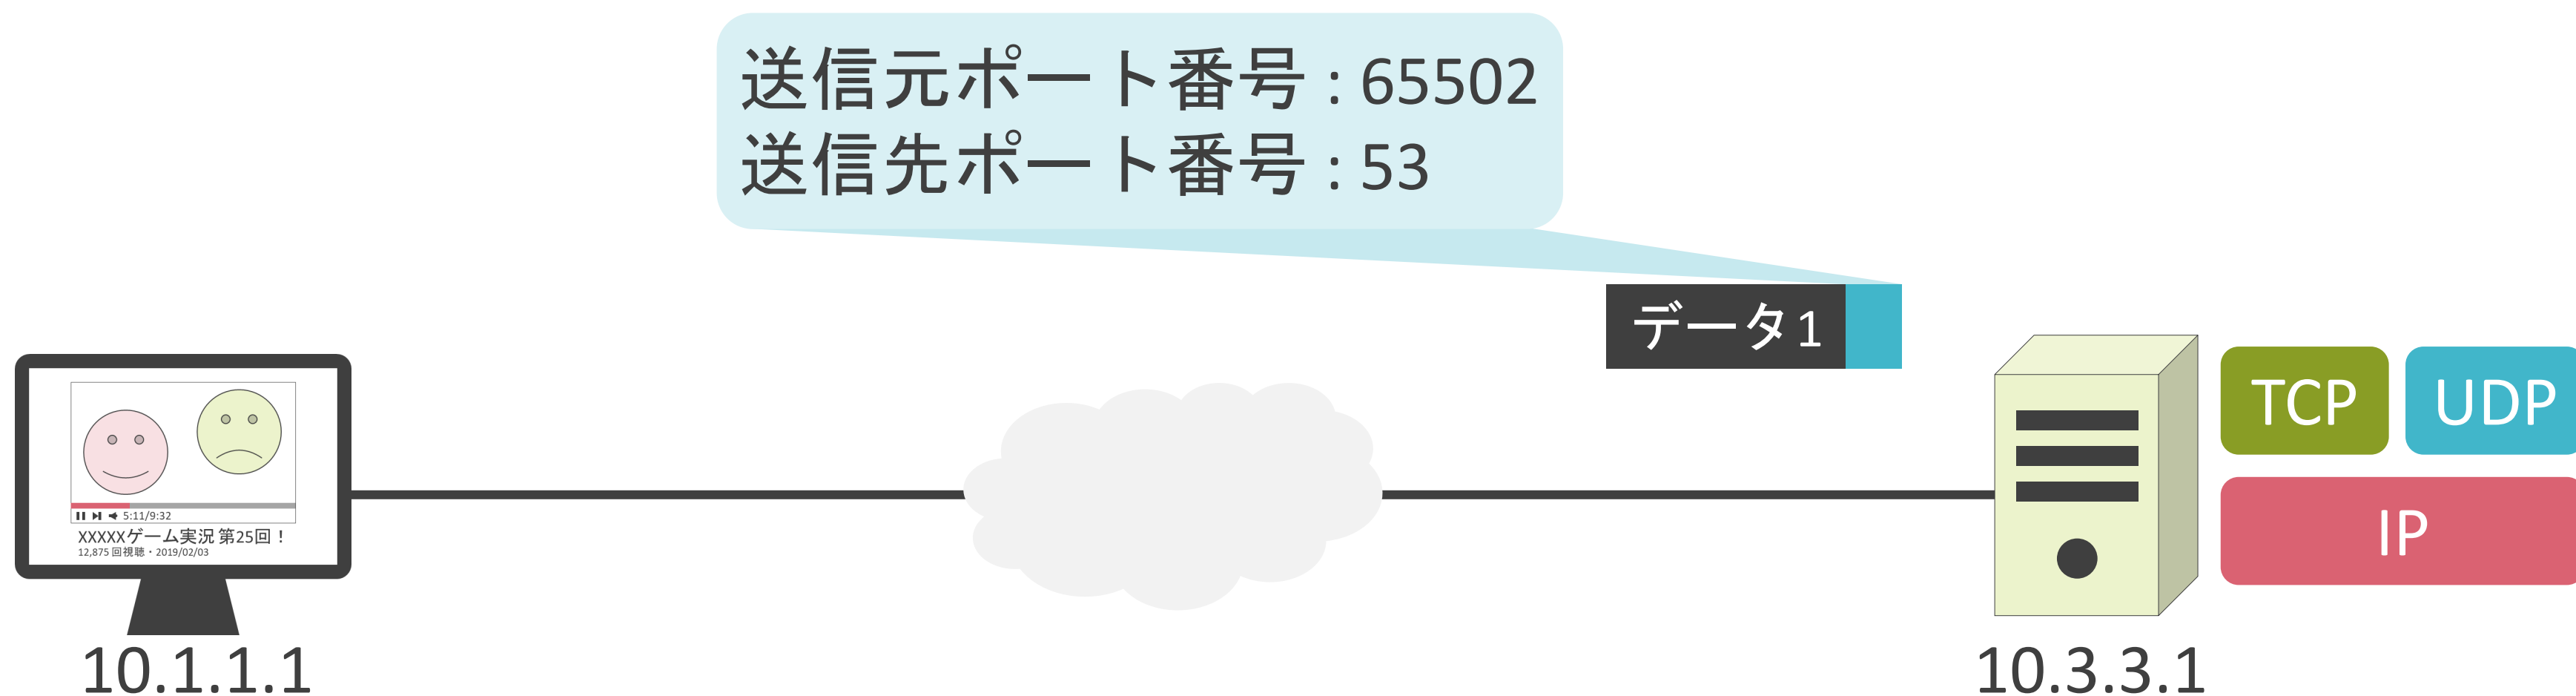 送信元ポート番号 : 65502
送信先ポート番号 : 53
データ1
TCP
UDP
IP
5:11/9:32
XXXXXゲーム実況 第25回！
12,875 回視聴・2019/02/03
10.1.1.1
10.3.3.1